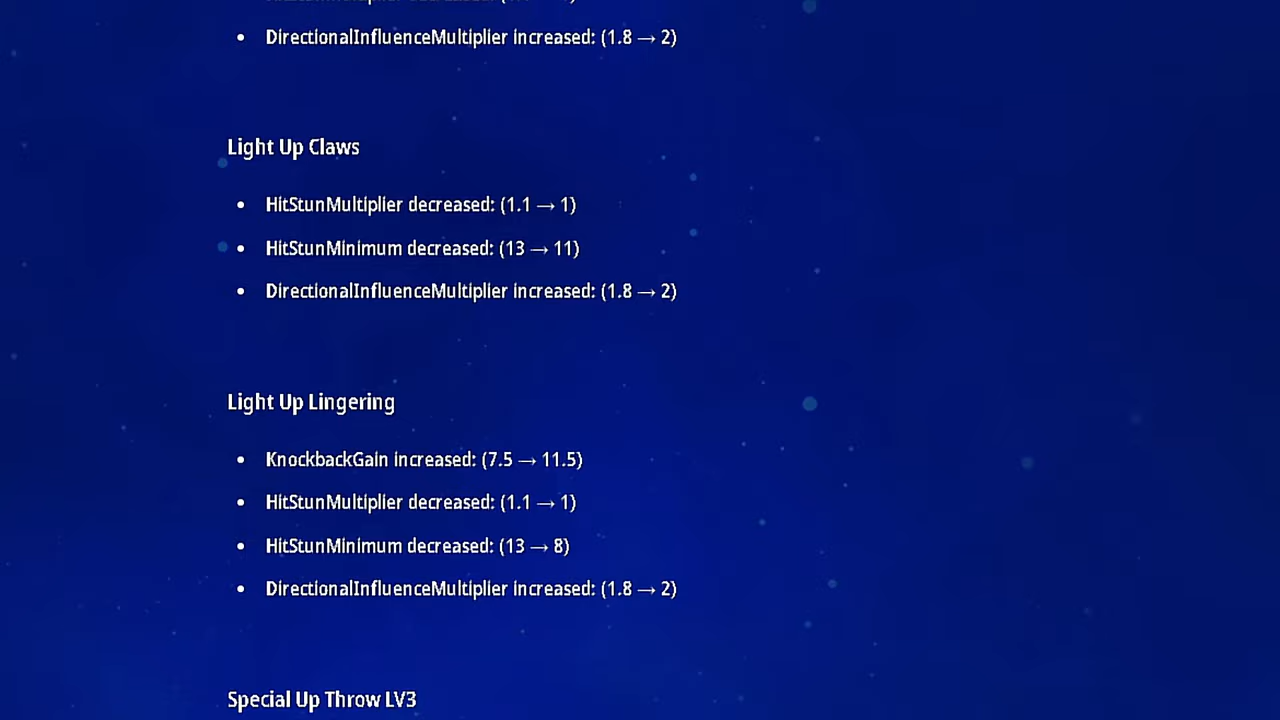 • DirectionalInfluenceMultiplier increased: (1.8 → 2)
Light Up Claws
• HitStunMultiplier decreased: (1.1 → 1)
• HitStunMinimum decreased: (13 → 11)
• DirectionalInfluenceMultiplier increased: (1.8 → 2)
Light Up Lingering
• KnockbackGain increased: (7.5 → 11.5)
• HitStunMultiplier decreased: (1.1 → 1)
• HitStunMinimum decreased: (13 → 8)
• DirectionalInfluenceMultiplier increased: (1.8 → 2)
Special Up Throw LV3